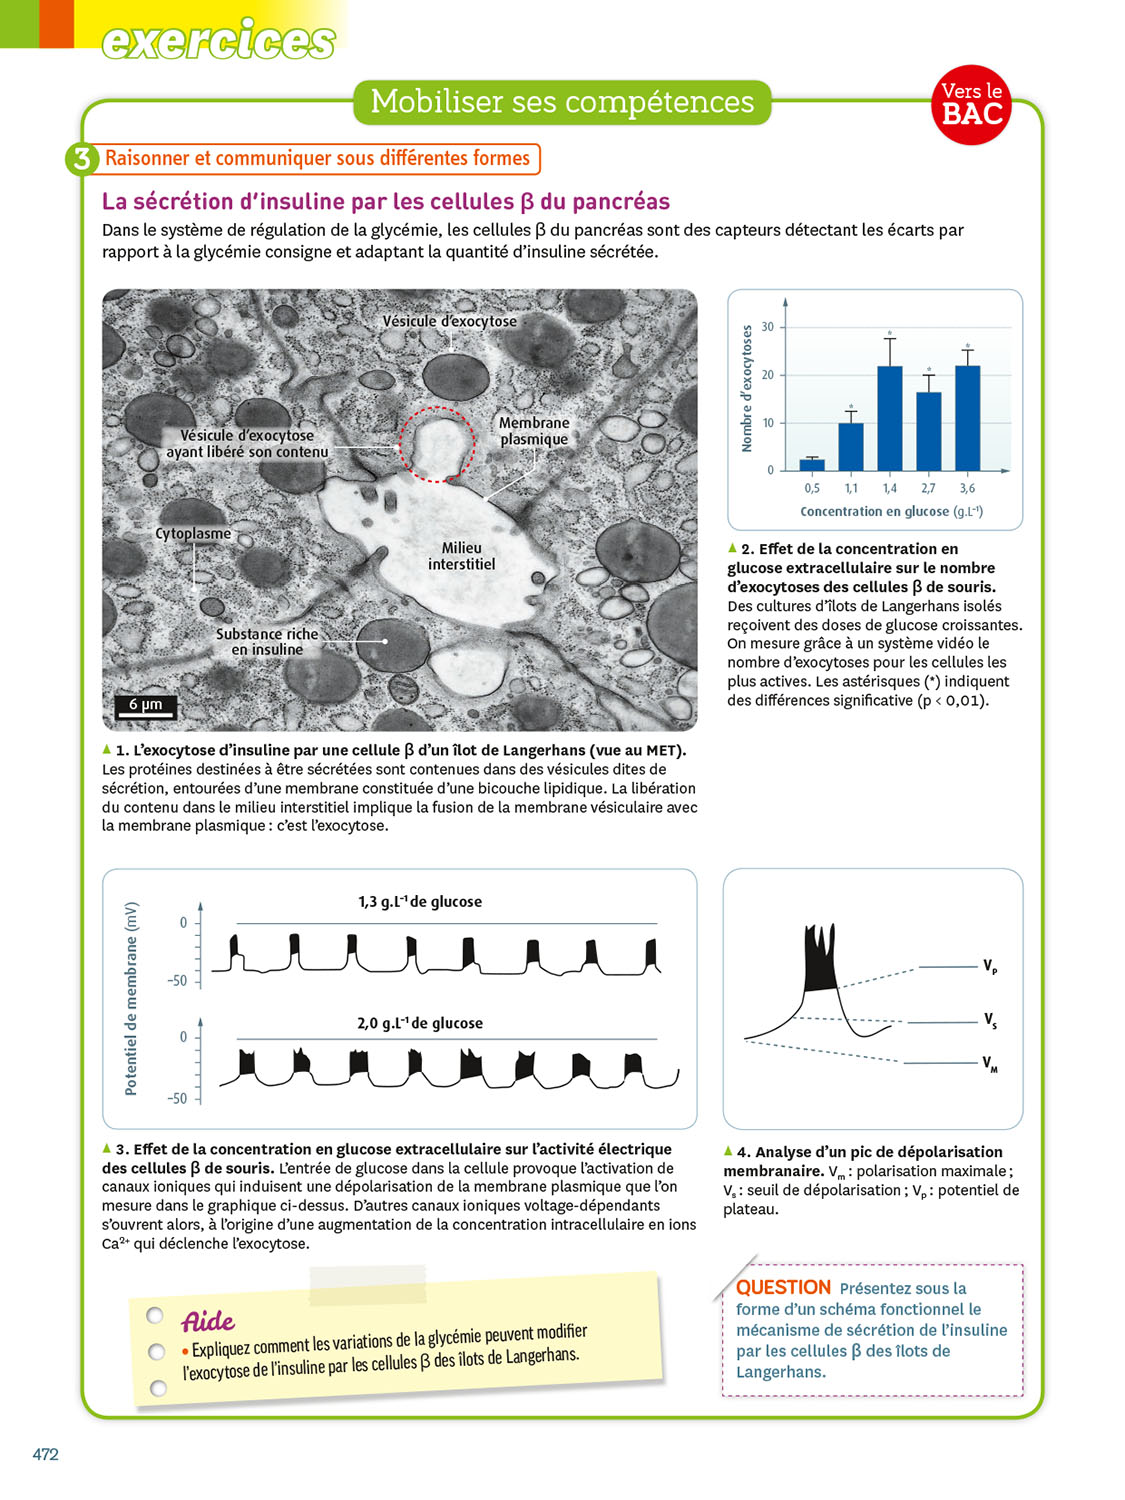 exercices
Mobiliser ses compétences
Vers le
BAC
3 Raisonner et communiquer sous différentes formes
La sécrétion d'insuline par les cellules β du pancréas
Dans le système de régulation de la glycémie, les cellules β du pancréas sont des capteurs détectant les écarts par
rapport à la glycémie consigne et adaptant la quantité d'insuline sécrétée.
Vésicule d'exocytose
Vésicule d'exocytose
ayant libéré son contenu
Membrane
plasmique
Cytoplasme
Milieu
interstitiel
Substance riche
en insuline
6 µm
▲ 1. L'exocytose d'insuline par une cellule β d'un îlot de Langerhans (vue au MET).
Les protéines destinées à être sécrétées sont contenues dans des vésicules dites de
sécrétion, entourées d'une membrane constituée d'une bicouche lipidique. La libération
du contenu dans le milieu interstitiel implique la fusion de la membrane vésiculaire avec
la membrane plasmique : c'est l'exocytose.
Nombre d'exocytoses
30
20
10
0
* * * *
0,5 1,1 1,4 2,7 3,6
Concentration en glucose (g.L⁻¹)
▲ 2. Effet de la concentration en
glucose extracellulaire sur le nombre
d'exocytoses des cellules β de souris.
Des cultures d'îlots de Langerhans isolés
reçoivent des doses de glucose croissantes.
On mesure grâce à un système vidéo le
nombre d'exocytoses pour les cellules les
plus actives. Les astérisques (*) indiquent
des différences significative (p < 0,01).
Potentiel de membrane (mV)
1,3 g.L⁻¹ de glucose
0
-50
2,0 g.L⁻¹ de glucose
0
-50
▲ 3. Effet de la concentration en glucose extracellulaire sur l'activité électrique
des cellules β de souris. L'entrée de glucose dans la cellule provoque l'activation de
canaux ioniques qui induisent une dépolarisation de la membrane plasmique que l'on
mesure dans le graphique ci-dessus. D'autres canaux ioniques voltage-dépendants
s'ouvrent alors, à l'origine d'une augmentation de la concentration intracellulaire en ions
Ca²⁺ qui déclenche l'exocytose.
VP
VS
VM
▲ 4. Analyse d'un pic de dépolarisation
membranaire. Vm : polarisation maximale ;
Vs : seuil de dépolarisation ; Vp : potentiel de
plateau.
Aide
• Expliquez comment les variations de la glycémie peuvent modifier
l'exocytose de l'insuline par les cellules β des îlots de Langerhans.
QUESTION Présentez sous la
forme d'un schéma fonctionnel le
mécanisme de sécrétion de l'insuline
par les cellules β des îlots de
Langerhans.
472